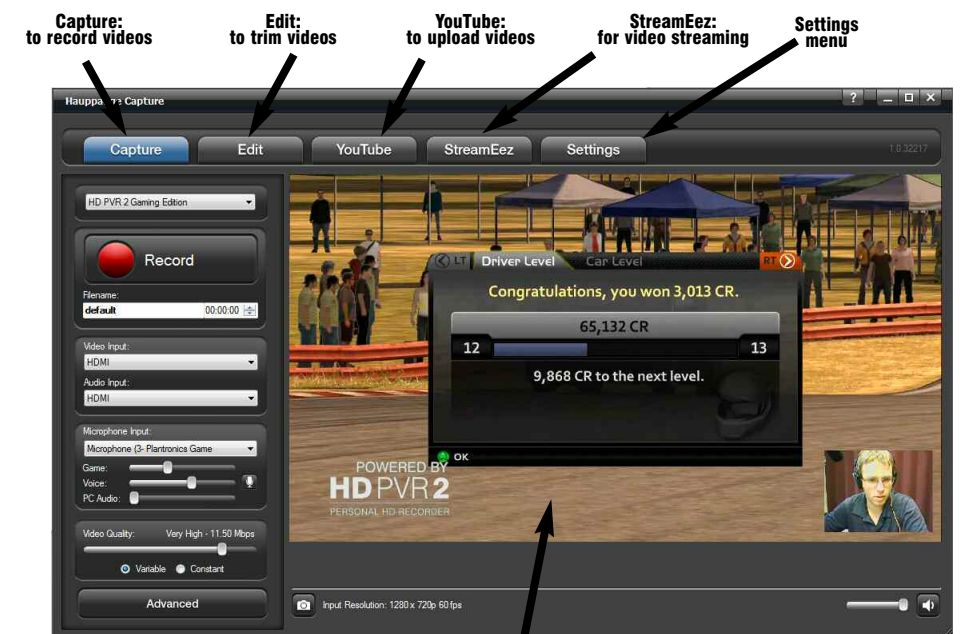 Capture:
to record videos
Edit:
to trim videos
YouTube:
to upload videos
StreamEez:
for video streaming
Settings
menu
Hauppauge Capture
?
Capture
Edit
YouTube
StreamEez
Settings
1.0.32217
HD PVR 2 Gaming Edition
Record
Filename:
default 00:00:00
Video Input:
HDMI
Audio Input:
HDMI
Microphone Input:
Microphone (3- Plantronics Game
Game:
Voice:
PC Audio:
Video Quality: Very High - 11.50 Mbps
Variable Constant
Advanced
LT Driver Level Car Level RT
Congratulations, you won 3,013 CR.
65,132 CR
12 13
9,868 CR to the next level.
OK
POWERED BY
HD PVR 2
PERSONAL HD RECORDER
Input Resolution: 1280 x 720p 60 fps